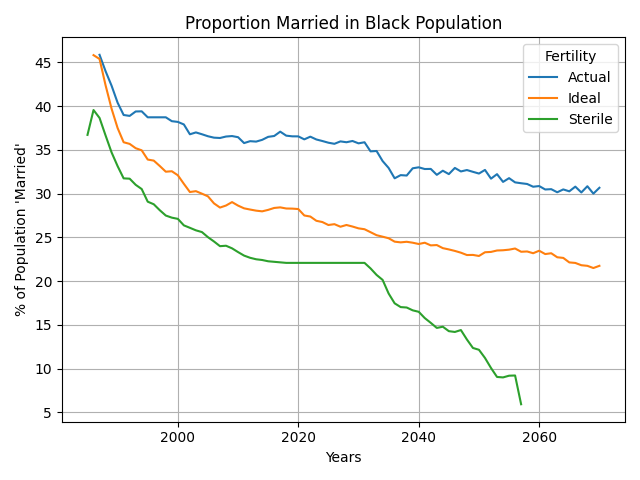 Proportion Married in Black Population
% of Population 'Married'
45
40
35
30
25
20
15
10
5
Fertility
Actual
Ideal
Sterile
2000
2020
2040
2060
Years